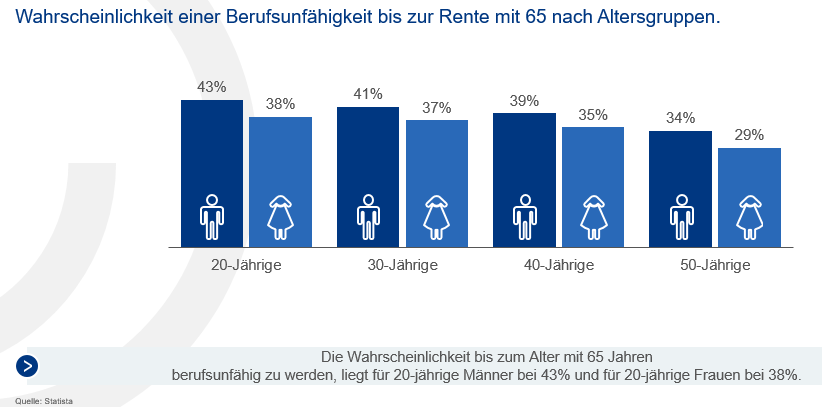 Wahrscheinlichkeit einer Berufsunfähigkeit bis zur Rente mit 65 nach Altersgruppen.
43%
38%
41%
37%
39%
35%
34%
29%
20-Jährige
30-Jährige
40-Jährige
50-Jährige
Die Wahrscheinlichkeit bis zum Alter mit 65 Jahren
berufsunfähig zu werden, liegt für 20-jährige Männer bei 43% und für 20-jährige Frauen bei 38%.
Quelle: Statista